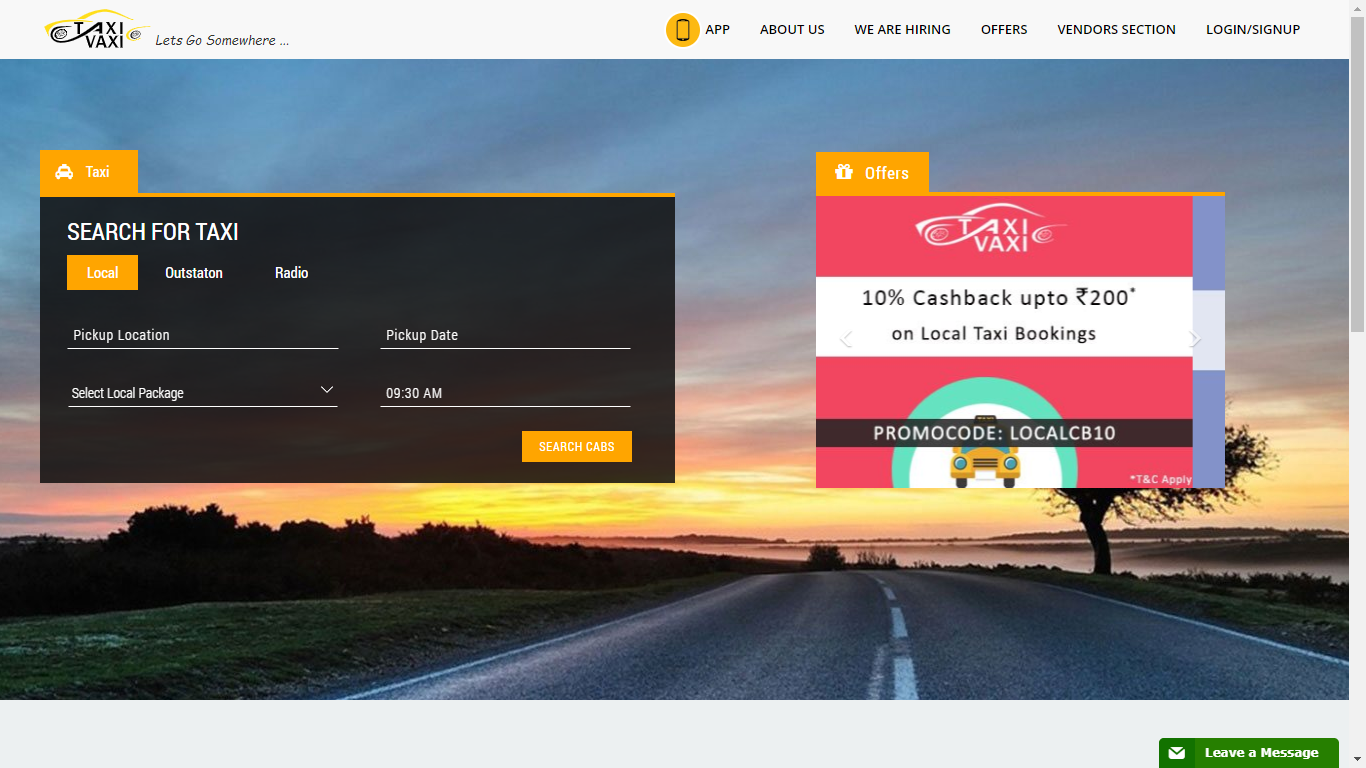 TAXI
VAXI
Lets Go Somewhere ...
APP
ABOUT US
WE ARE HIRING
OFFERS
VENDORS SECTION
LOGIN/SIGNUP
Taxi
SEARCH FOR TAXI
Local
Outstaton
Radio
Pickup Location
Pickup Date
Select Local Package
09:30 AM
SEARCH CABS
Offers
TAXI
VAXI
10% Cashback upto ₹200*
on Local Taxi Bookings
PROMOCODE: LOCALCB10
*T&C Apply
Leave a Message